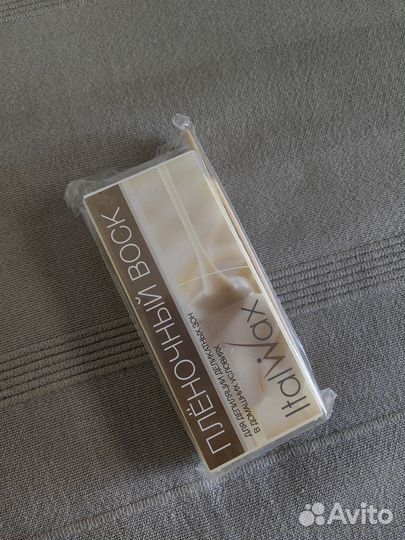 ПЛЁНОЧНЫЙ ВОСК
ДЛЯ ДЕПИЛЯЦИИ ДЕЛИКАТНЫХ ЗОН
В ДОМАШНИХ УСЛОВИЯХ
ItalWax
Avito